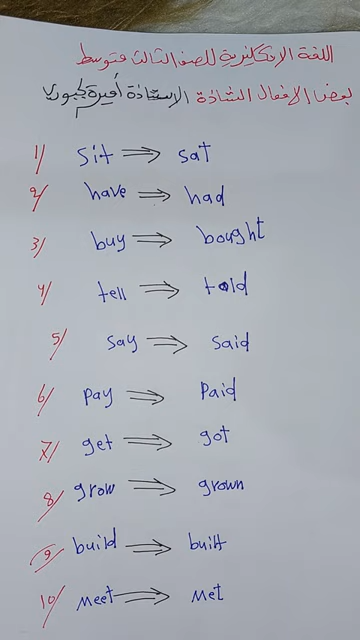 اللغة الانكليزية للصف الثالث متوسط
بعض الافعال الشاذة الاستاذة أميرة الجبوري
1/ sit ⇒ sat
2/ have ⇒ had
3/ buy ⇒ bought
4/ tell ⇒ told
5/ say ⇒ said
6/ pay ⇒ paid
7/ get ⇒ got
8/ grow ⇒ grown
9/ build ⇒ built
10/ meet ⇒ met